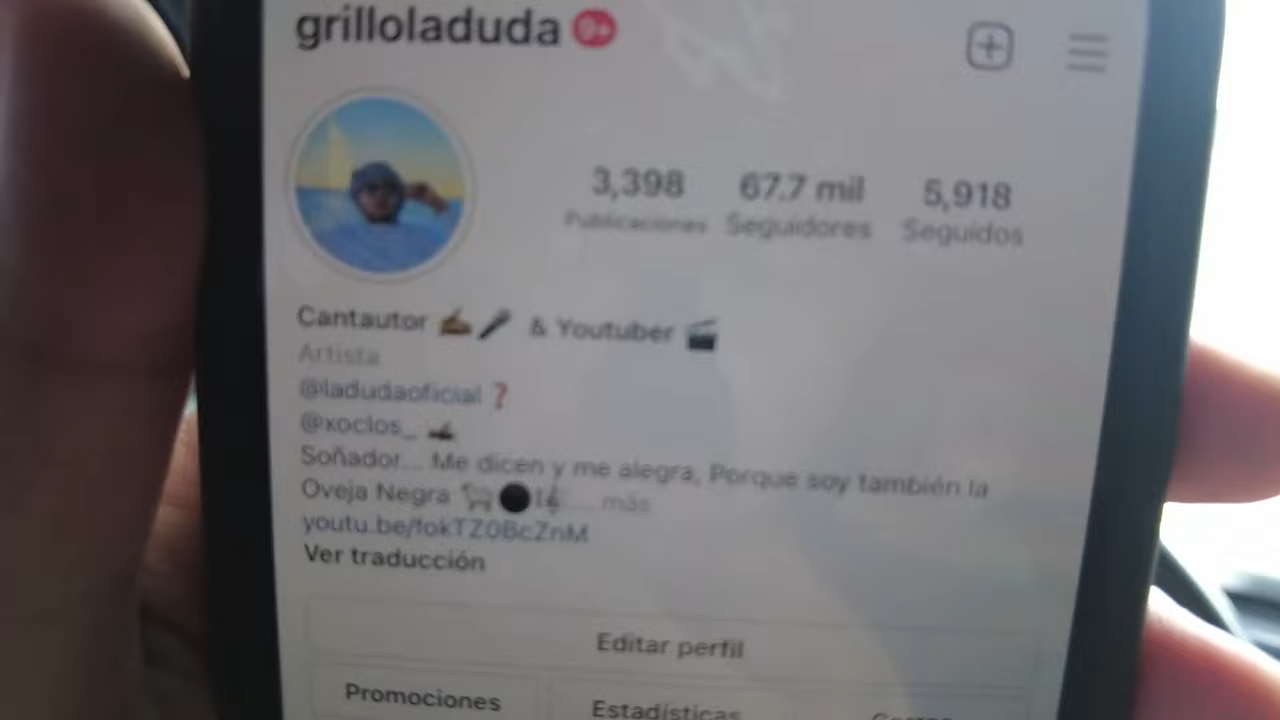 grilloladuda 9+
3,398 67.7 mil 5,918
Publicaciones Seguidores Seguidos
Cantautor ✍🏾🎤 & Youtuber 🎬
Artista
@ladudaoficial ❓
@xoclos_
Soñador... Me dicen y me alegra, Porque soy también la
Oveja Negra 🐑⚫ ... más
youtu.be/fokTZ0BcZnM
Ver traducción
Editar perfil
Promociones Estadísticas